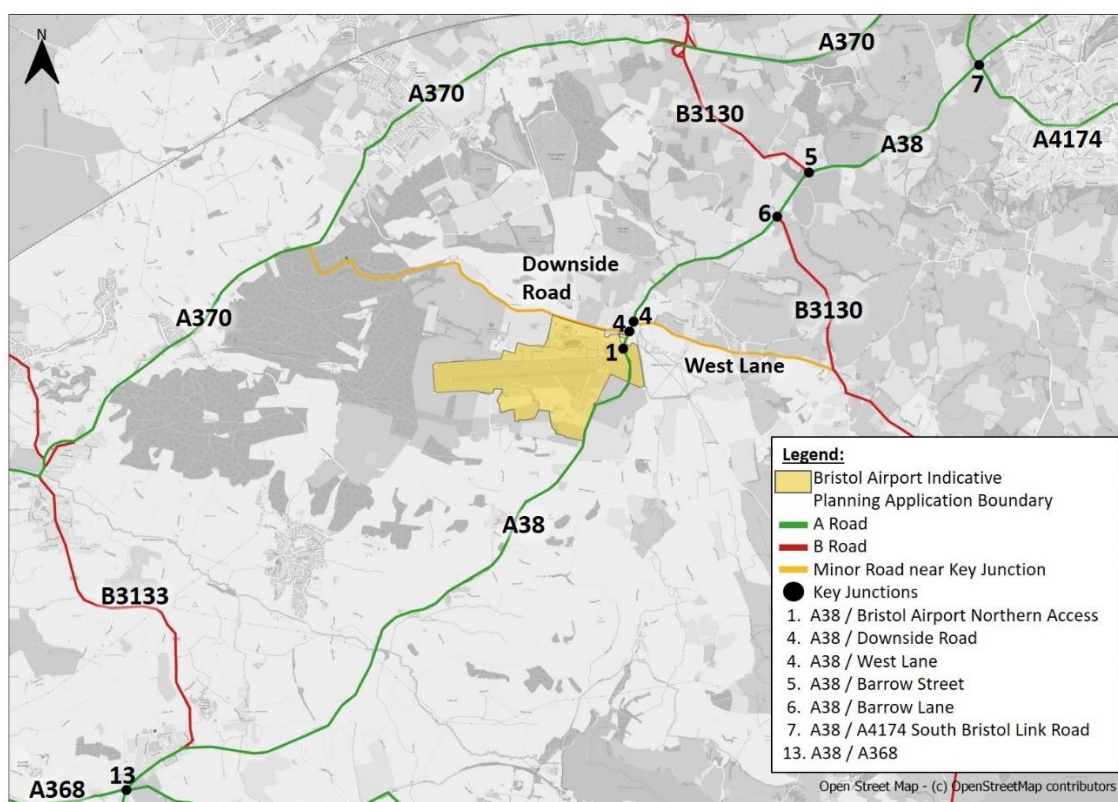 N
A370
A370
7
B3130
A4174
A38
5
6
Downside
Road
A370
B3130
4
4
1
West Lane
A38
B3133
13
A368
Legend:
Bristol Airport Indicative
Planning Application Boundary
A Road
B Road
Minor Road near Key Junction
Key Junctions
1. A38 / Bristol Airport Northern Access
4. A38 / Downside Road
4. A38 / West Lane
5. A38 / Barrow Street
6. A38 / Barrow Lane
7. A38 / A4174 South Bristol Link Road
13. A38 / A368
Open Street Map - (c) OpenStreetMap contributors